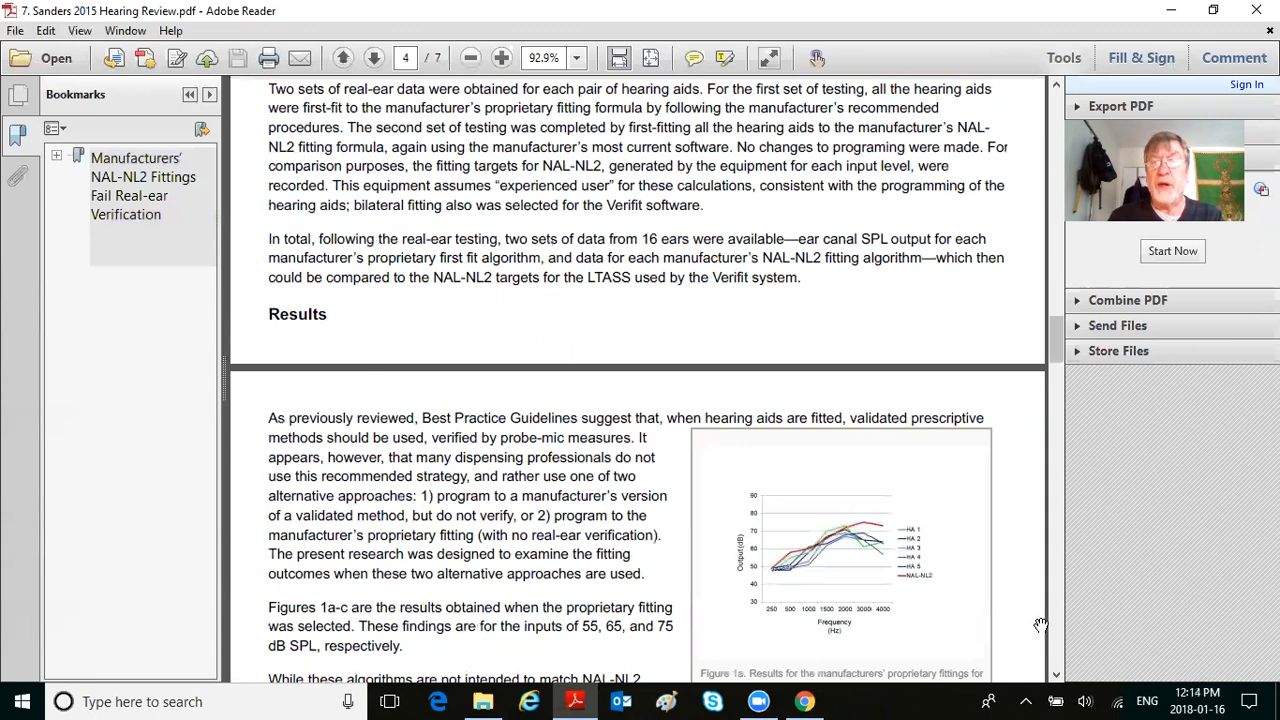 7. Sanders 2015 Hearing Review.pdf - Adobe Reader
File Edit View Window Help
Open 4 / 7 92.9% Tools Fill & Sign Comment
Sign In
Bookmarks
Manufacturers'
NAL-NL2 Fittings
Fail Real-ear
Verification
Two sets of real-ear data were obtained for each pair of hearing aids. For the first set of testing, all the hearing aids
were first-fit to the manufacturer's proprietary fitting formula by following the manufacturer's recommended
procedures. The second set of testing was completed by first-fitting all the hearing aids to the manufacturer's NAL-
NL2 fitting formula, again using the manufacturer's most current software. No changes to programing were made. For
comparison purposes, the fitting targets for NAL-NL2, generated by the equipment for each input level, were
recorded. This equipment assumes “experienced user” for these calculations, consistent with the programming of the
hearing aids; bilateral fitting also was selected for the Verifit software.
In total, following the real-ear testing, two sets of data from 16 ears were available—ear canal SPL output for each
manufacturer's proprietary first fit algorithm, and data for each manufacturer's NAL-NL2 fitting algorithm—which then
could be compared to the NAL-NL2 targets for the LTASS used by the Verifit system.
Results
As previously reviewed, Best Practice Guidelines suggest that, when hearing aids are fitted, validated prescriptive
methods should be used, verified by probe-mic measures. It
appears, however, that many dispensing professionals do not
use this recommended strategy, and rather use one of two
alternative approaches: 1) program to a manufacturer's version
of a validated method, but do not verify, or 2) program to the
manufacturer's proprietary fitting (with no real-ear verification).
The present research was designed to examine the fitting
outcomes when these two alternative approaches are used.
Figures 1a-c are the results obtained when the proprietary fitting
was selected. These findings are for the inputs of 55, 65, and 75
dB SPL, respectively.
While these algorithms are not intended to match NAL-NL2
90
80
70
60
50
40
30
Output (dB)
250 500 1000 1500 2000 3000 4000
Frequency
(Hz)
HA 1
HA 2
HA 3
HA 4
HA 5
NAL-NL2
Figure 1a. Results for the manufacturers' proprietary fittings for
Export PDF
Start Now
Combine PDF
Send Files
Store Files
Type here to search
ENG
12:14 PM
2018-01-16